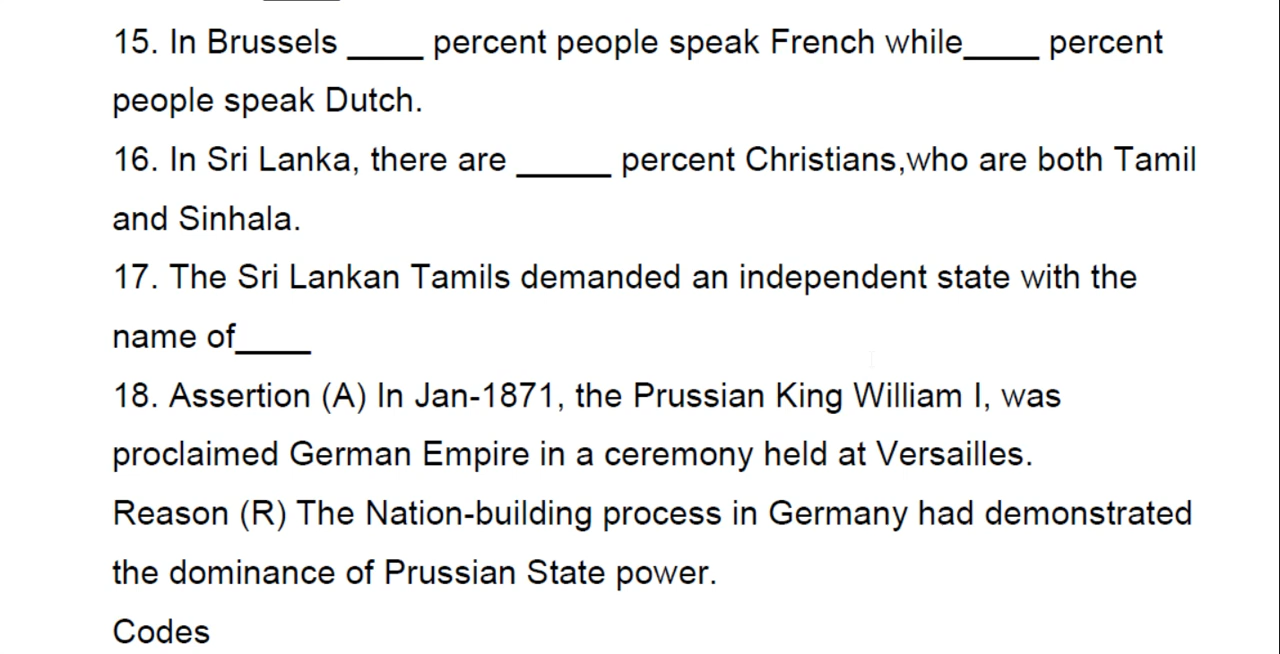 15. In Brussels ____ percent people speak French while____ percent
people speak Dutch.
16. In Sri Lanka, there are _____ percent Christians,who are both Tamil
and Sinhala.
17. The Sri Lankan Tamils demanded an independent state with the
name of____
18. Assertion (A) In Jan-1871, the Prussian King William I, was
proclaimed German Empire in a ceremony held at Versailles.
Reason (R) The Nation-building process in Germany had demonstrated
the dominance of Prussian State power.
Codes